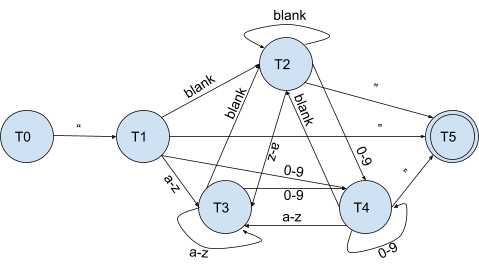 blank
T2
blank
blank
blank
”
“
”
T0
T1
T5
a-z
0-9
0-9
”
a-z
0-9
T3
T4
a-z
a-z
0-9